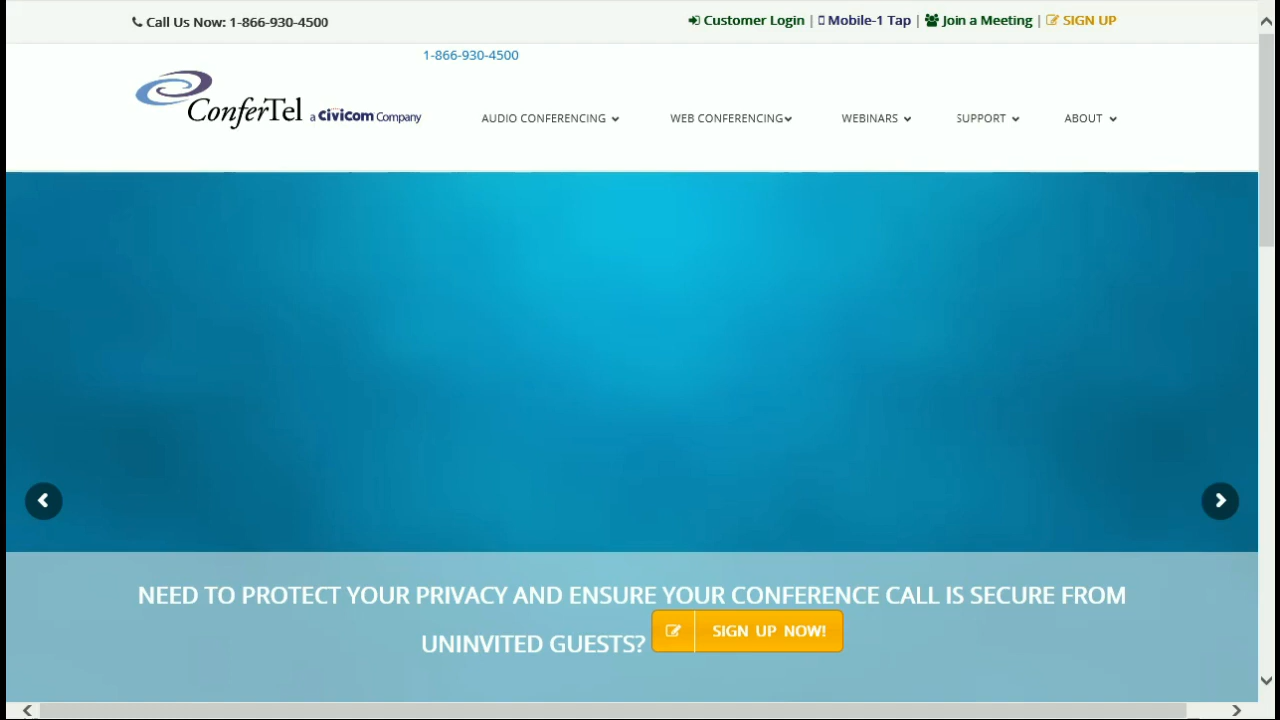 Call Us Now: 1-866-930-4500
Customer Login | Mobile-1 Tap | Join a Meeting | SIGN UP
1-866-930-4500
ConferTel a civicom Company
AUDIO CONFERENCING WEB CONFERENCING WEBINARS SUPPORT ABOUT
NEED TO PROTECT YOUR PRIVACY AND ENSURE YOUR CONFERENCE CALL IS SECURE FROM
UNINVITED GUESTS? SIGN UP NOW!